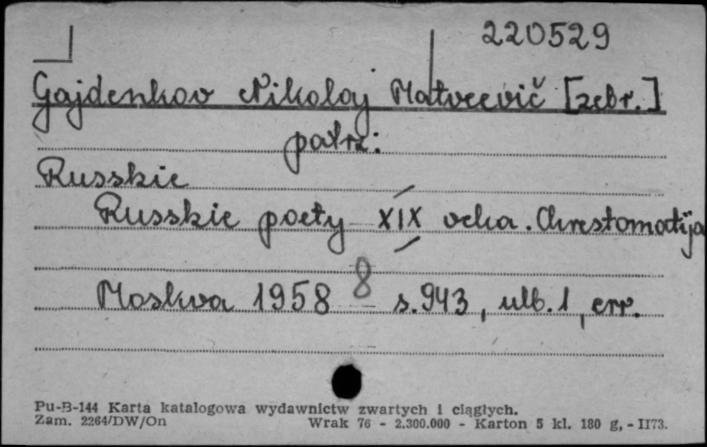 220529
Gajdenkov Nikolaj Matveevič [zebr.]
patrz:
Russkie
Russkie poety XIX veka. Chrestomatija
Moskva 1958 8 s. 943, ulb. 1, err.
Pu-B-144 Karta katalogowa wydawnictw zwartych i ciągłych.
Zam. 2264/DW/On Wrak 76 - 2.300.000 - Karton 5 kl. 180 g, - II73.